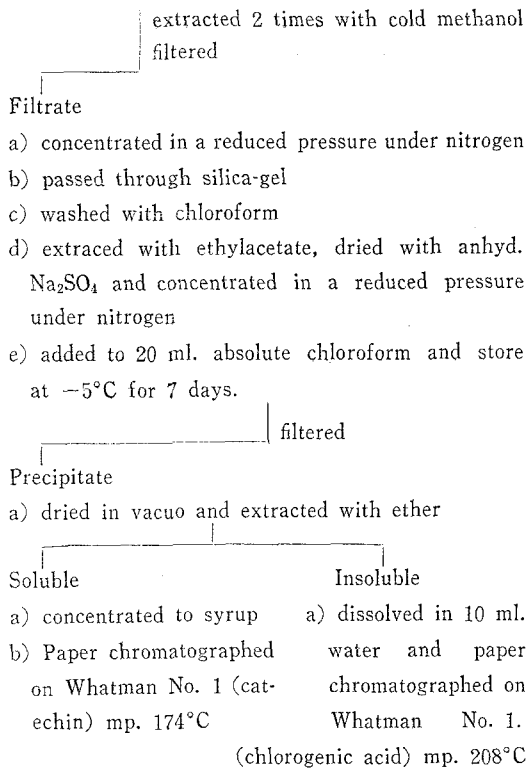 extracted 2 times with cold methanol
filtered
Filtrate
a) concentrated in a reduced pressure under nitrogen
b) passed through silica-gel
c) washed with chloroform
d) extraced with ethylacetate, dried with anhyd.
Na₂SO₄ and concentrated in a reduced pressure
under nitrogen
e) added to 20 ml. absolute chloroform and store
at −5°C for 7 days.
filtered
Precipitate
a) dried in vacuo and extracted with ether
Soluble
a) concentrated to syrup
b) Paper chromatographed
on Whatman No. 1 (cat-
echin) mp. 174°C
Insoluble
a) dissolved in 10 ml.
water and paper
chromatographed on
Whatman No. 1.
(chlorogenic acid) mp. 208°C